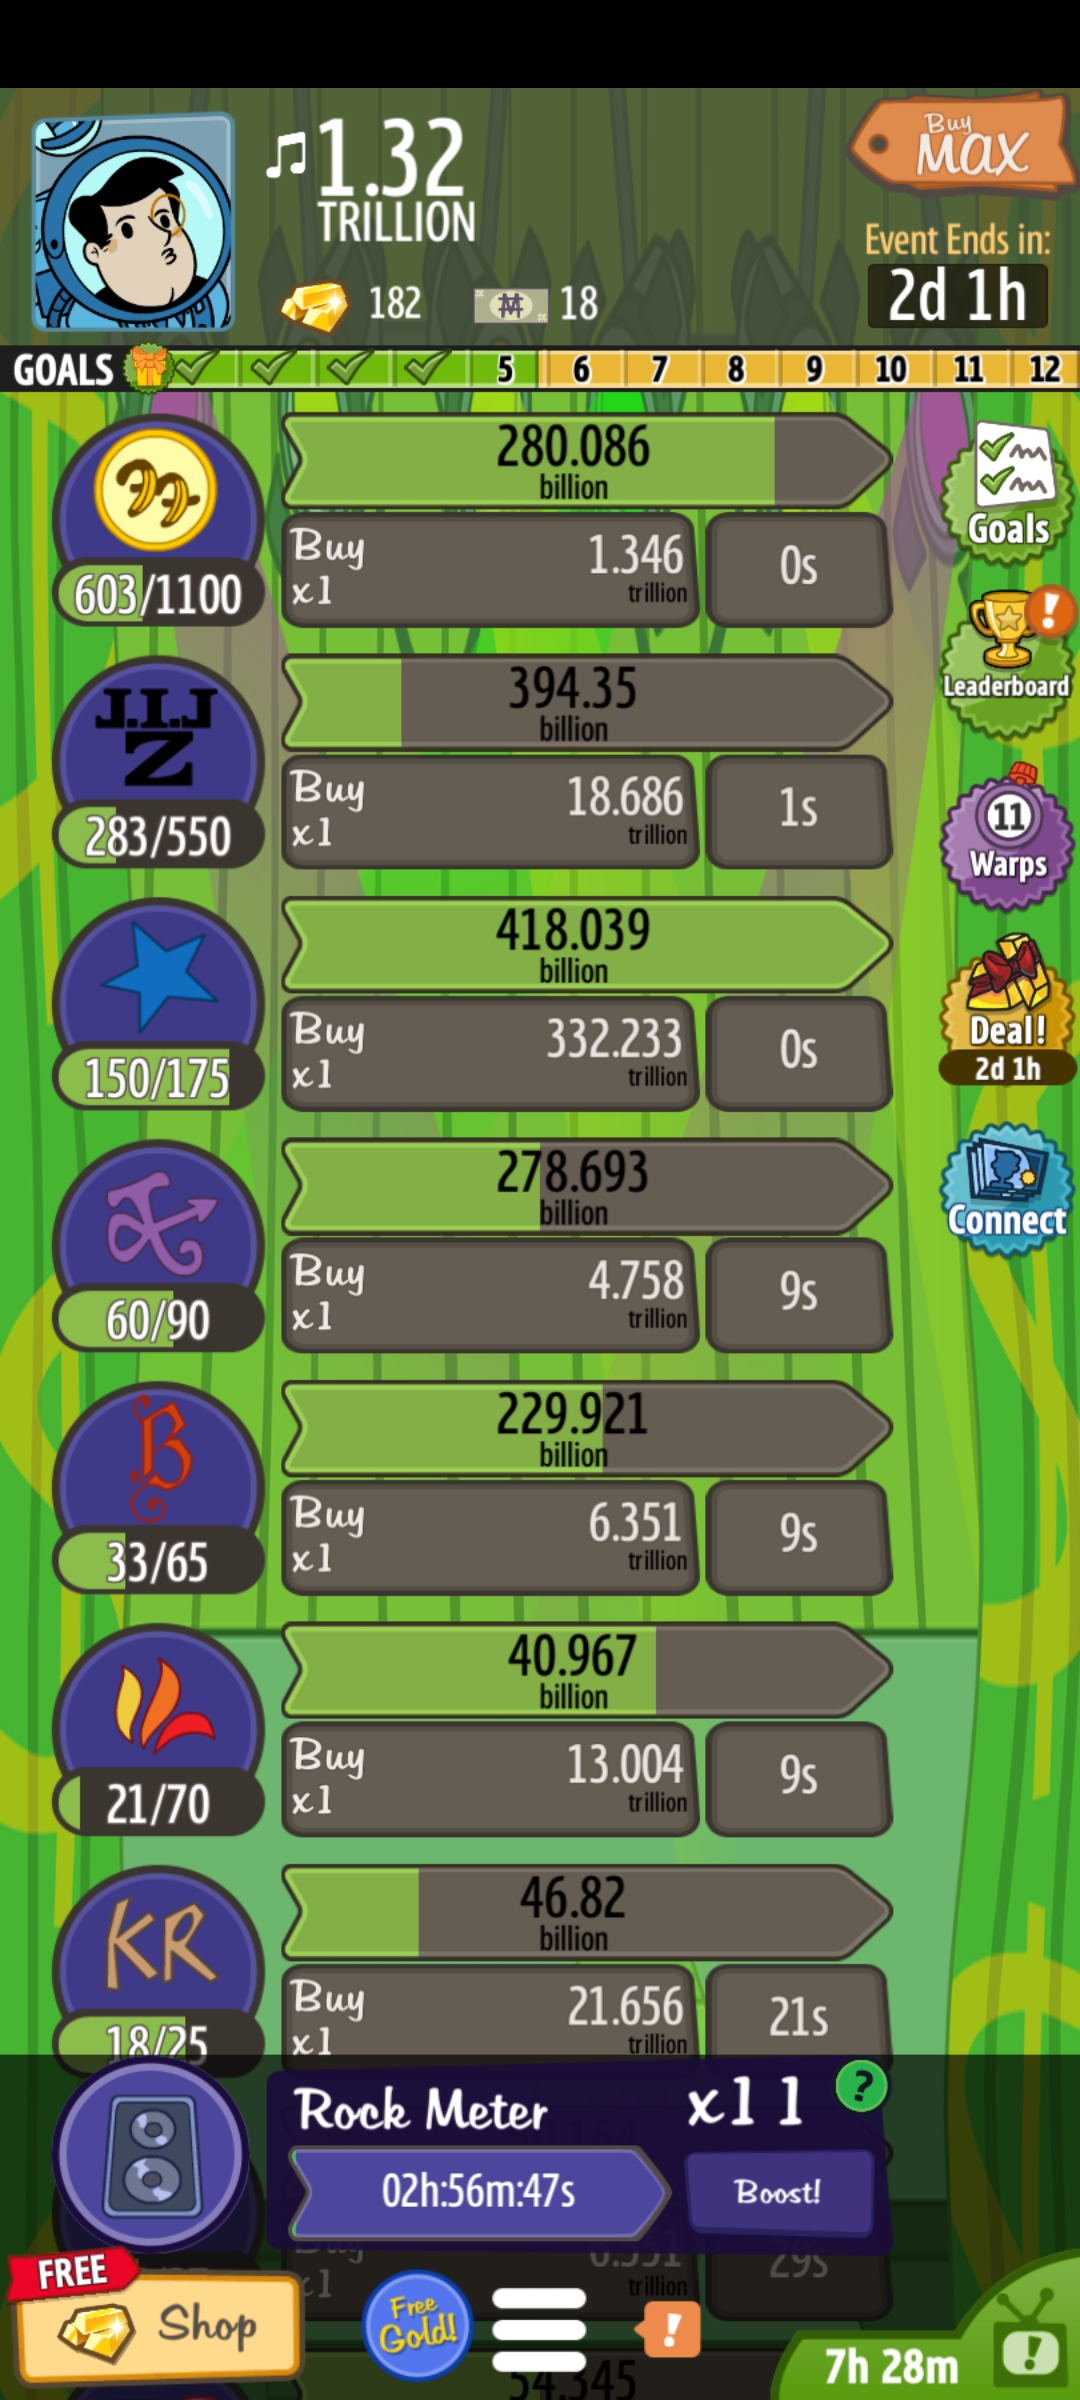 1.32
TRILLION
182
18
Buy
MAX
Event Ends in:
2d 1h
GOALS
5 6 7 8 9 10 11 12
280.086
billion
603/1100
Buy
x1
1.346
trillion
0s
Goals
Leaderboard
J.I.J
Z
394.35
billion
283/550
Buy
x1
18.686
trillion
1s
11
Warps
418.039
billion
150/175
Buy
x1
332.233
trillion
0s
Deal!
2d 1h
278.693
billion
60/90
Buy
x1
4.758
trillion
9s
Connect
B
229.921
billion
33/65
Buy
x1
6.351
trillion
9s
40.967
billion
21/70
Buy
x1
13.004
trillion
9s
KR
46.82
billion
18/25
Buy
x1
21.656
trillion
21s
Rock Meter
x11
?
02h:56m:47s
Boost!
Buy
x1
6.551
trillion
29s
FREE
Shop
Free
Gold!
!
54.345
7h 28m
!